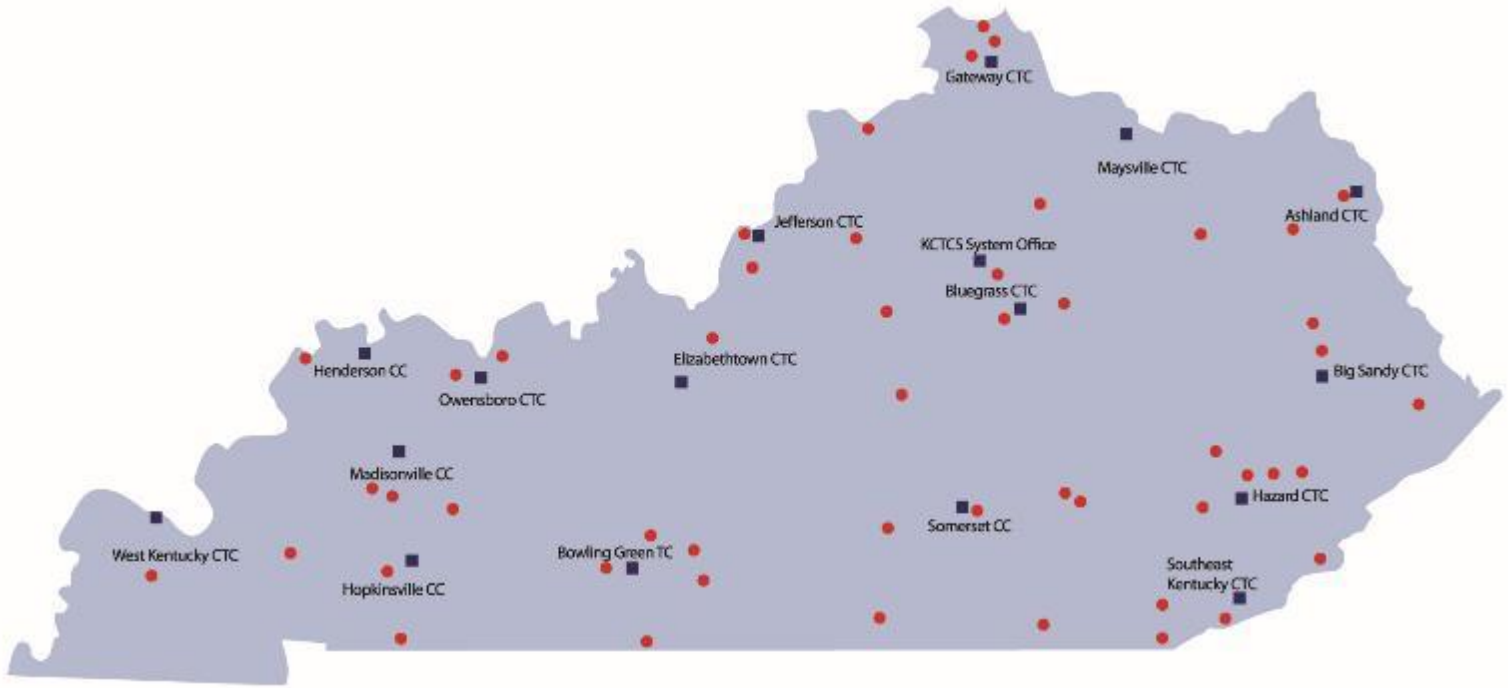 Gateway CTC
Maysville CTC
Ashland CTC
Jefferson CTC
KCTCS System Office
Bluegrass CTC
Elizabethtown CTC
Henderson CC
Owensboro CTC
Big Sandy CTC
Madisonville CC
Hazard CTC
Somerset CC
West Kentucky CTC
Bowling Green TC
Hopkinsville CC
Southeast
Kentucky CTC